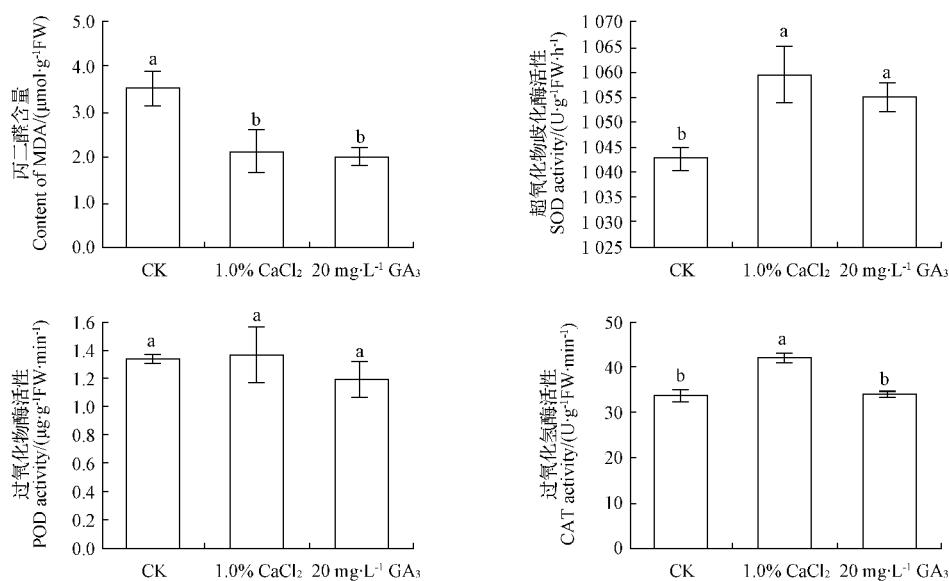 丙二醛含量
Content of MDA/(μmol·g⁻¹FW)
5.0
4.0
3.0
2.0
1.0
0.0
a
b
b
CK
1.0% CaCl₂
20 mg·L⁻¹ GA₃
超氧化物歧化酶活性
SOD activity/(U·g⁻¹FW·h⁻¹)
1 070
1 065
1 060
1 055
1 050
1 045
1 040
1 035
1 030
1 025
b
a
a
CK
1.0% CaCl₂
20 mg·L⁻¹ GA₃
过氧化物酶活性
POD activity/(μg·g⁻¹FW·min⁻¹)
1.6
1.4
1.2
1.0
0.8
0.6
0.4
0.2
0.0
a
a
a
CK
1.0% CaCl₂
20 mg·L⁻¹ GA₃
过氧化氢酶活性
CAT activity/(U·g⁻¹FW·min⁻¹)
50
40
30
20
10
0
b
a
b
CK
1.0% CaCl₂
20 mg·L⁻¹ GA₃